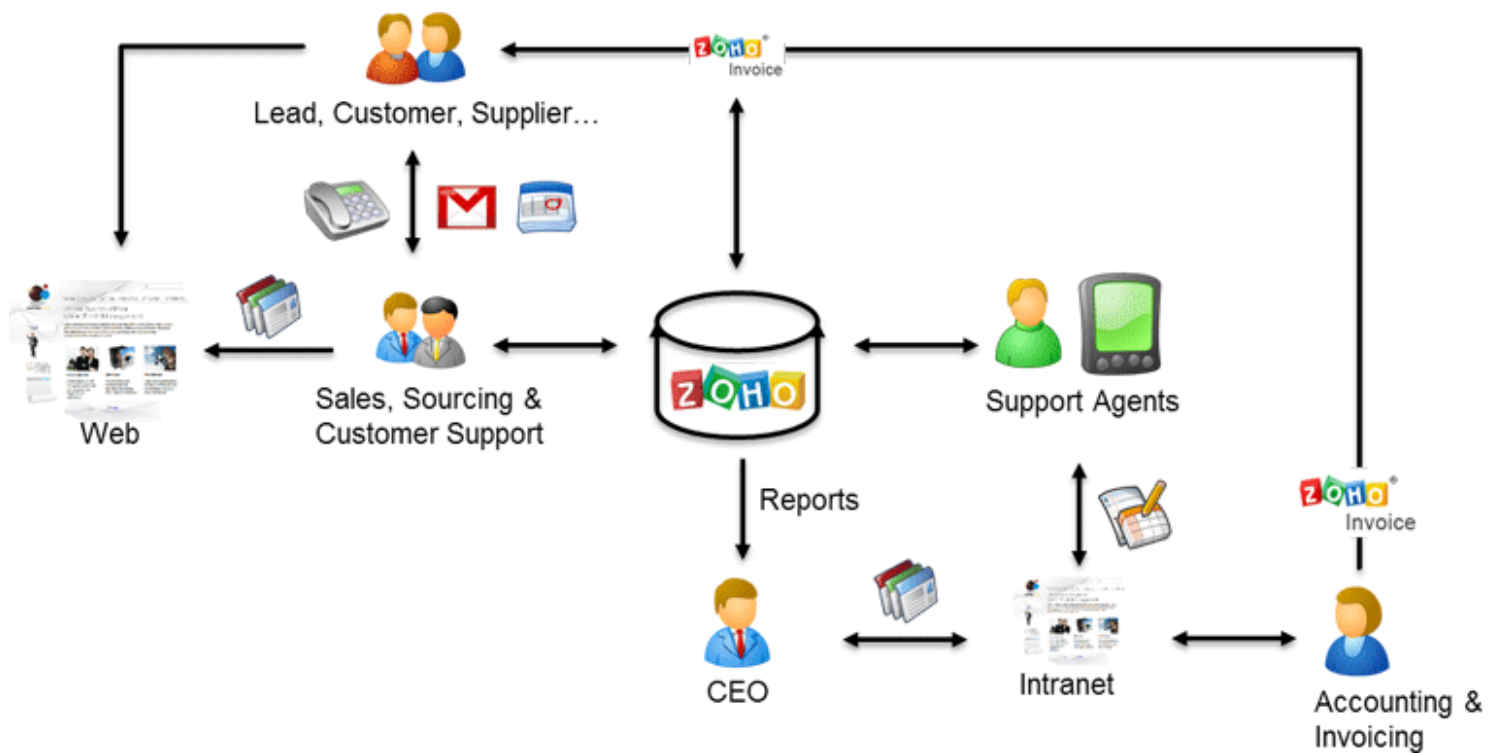 ZOHO®
Invoice
Lead, Customer, Supplier...
Web
Sales, Sourcing &
Customer Support
ZOHO
Support Agents
Reports
ZOHO®
Invoice
CEO
Intranet
Accounting &
Invoicing